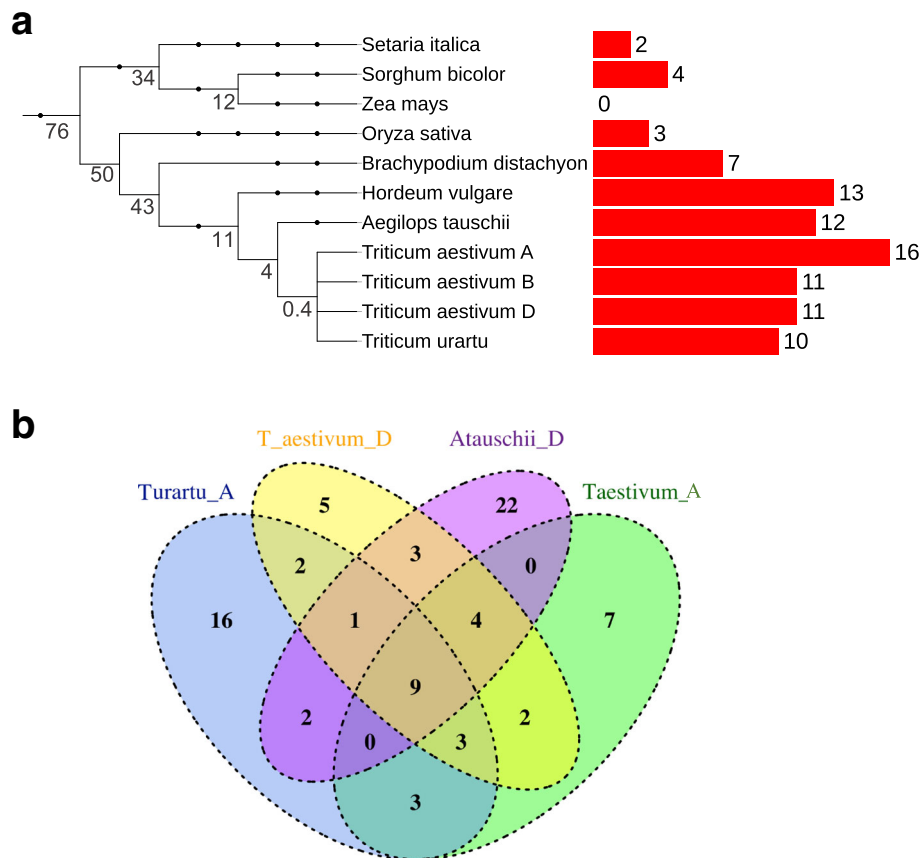 a
Setaria italica 2
34
Sorghum bicolor 4
12
Zea mays 0
76
Oryza sativa 3
50
Brachypodium distachyon 7
43
Hordeum vulgare 13
11
Aegilops tauschii 12
4
Triticum aestivum A 16
Triticum aestivum B 11
0.4
Triticum aestivum D 11
Triticum urartu 10
b
T_aestivum_D Atauschii_D
Turartu_A Taestivum_A
5 22
2 3 0
16 1 4 7
9
2 2
0 3
3